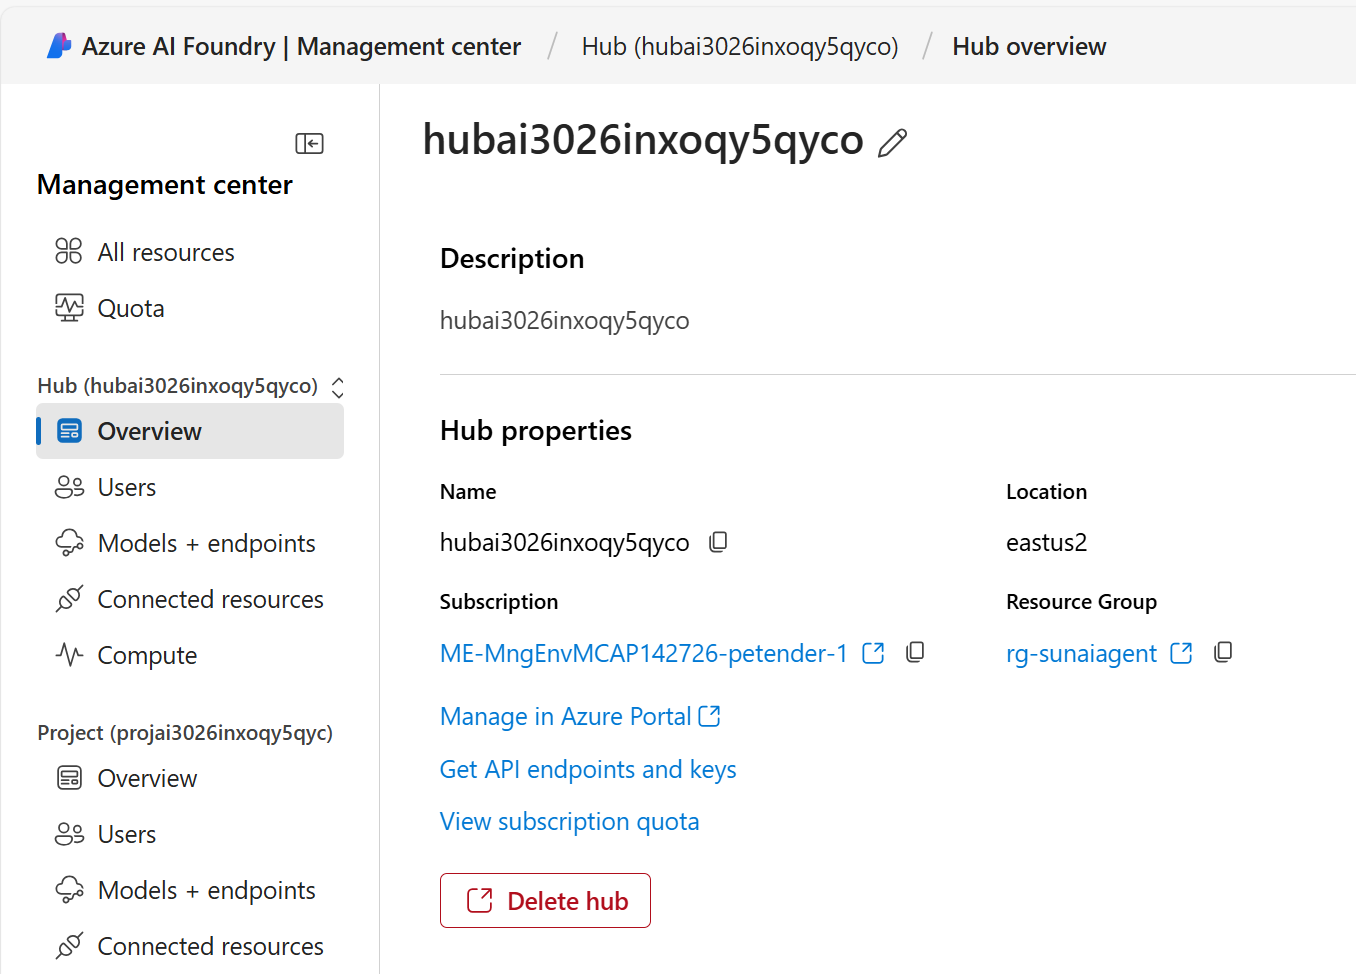 Azure AI Foundry | Management center / Hub (hubai3026inxoqy5qyco) / Hub overview
Management center
All resources
Quota
Hub (hubai3026inxoqy5qyco)
Overview
Users
Models + endpoints
Connected resources
Compute
Project (projai3026inxoqy5qyc)
Overview
Users
Models + endpoints
Connected resources
hubai3026inxoqy5qyco
Description
hubai3026inxoqy5qyco
Hub properties
Name
hubai3026inxoqy5qyco
Location
eastus2
Subscription
ME-MngEnvMCAP142726-petender-1
Resource Group
rg-sunaiagent
Manage in Azure Portal
Get API endpoints and keys
View subscription quota
Delete hub